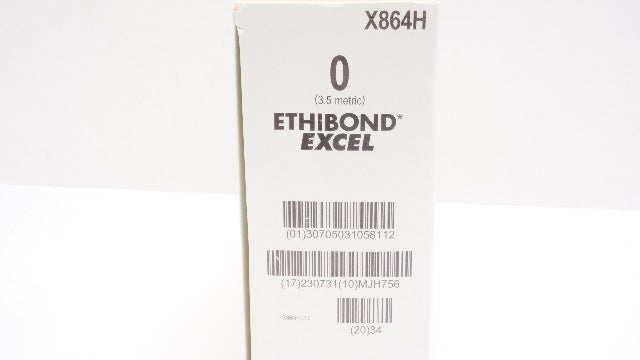 X864H
0
(3.5 metric)
ETHIBOND*
EXCEL
(01)30705031058112
(17)230731(10)MJH756
(20)34